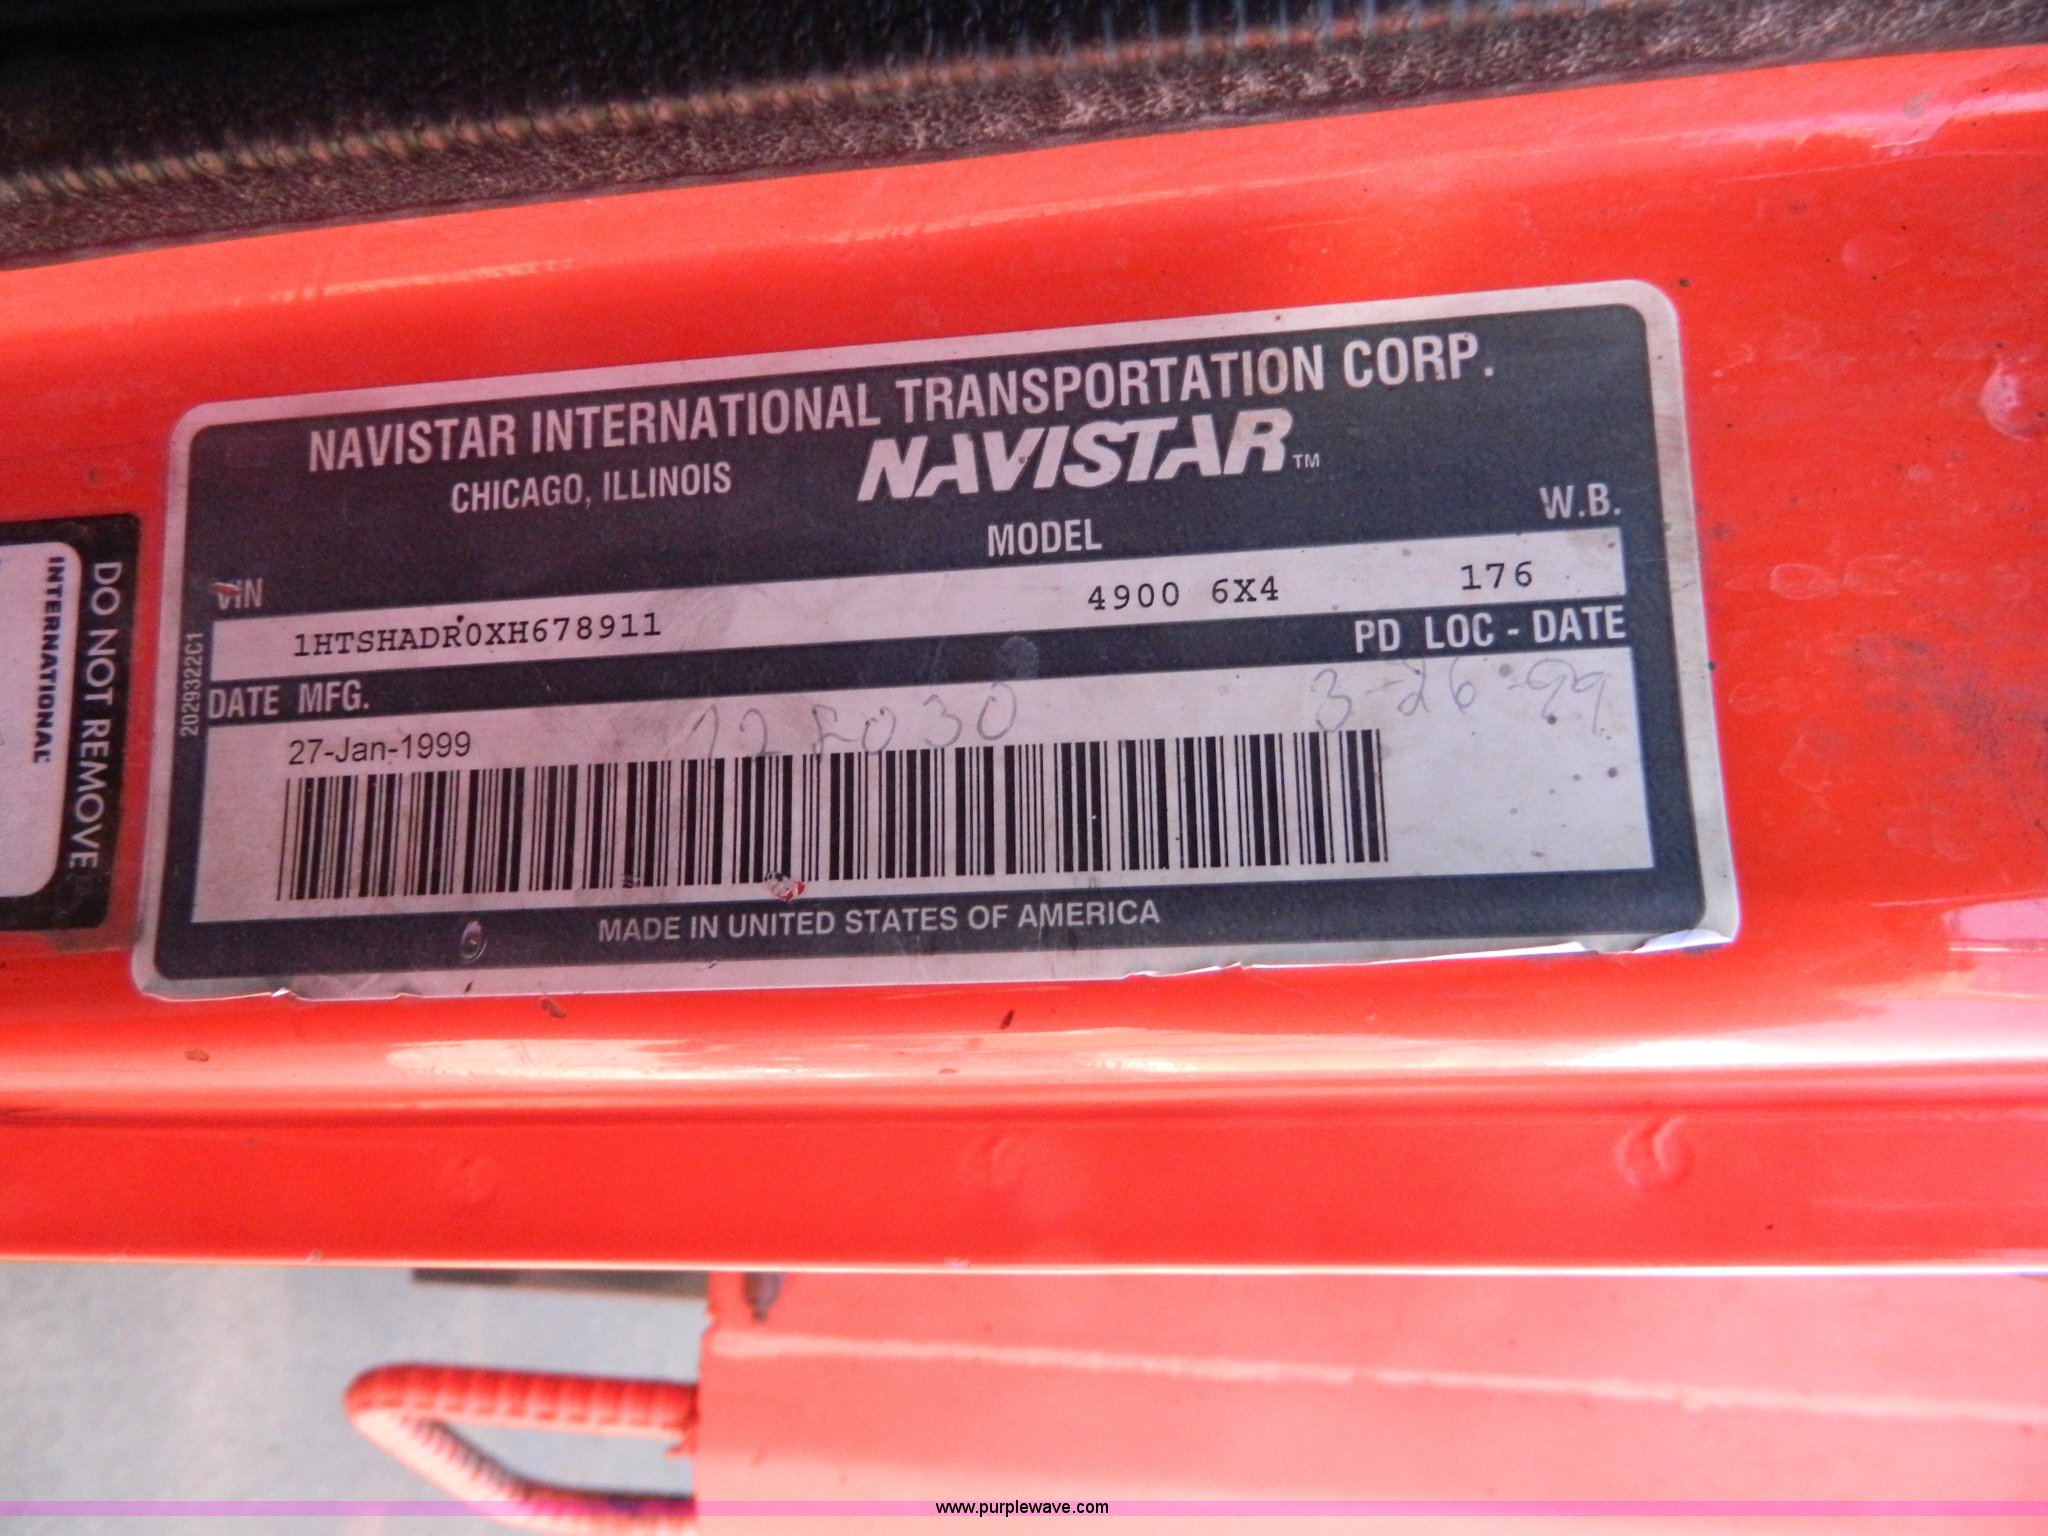 NAVISTAR INTERNATIONAL TRANSPORTATION CORP.
CHICAGO, ILLINOIS
NAVISTAR™
VIN
MODEL
W.B.
1HTSHADR0XH678911
4900 6X4
176
DATE MFG.
PD LOC - DATE
27-Jan-1999
3-26-99
MADE IN UNITED STATES OF AMERICA
2029322C1
DO NOT REMOVE
INTERNATIONAL
www.purplewave.com